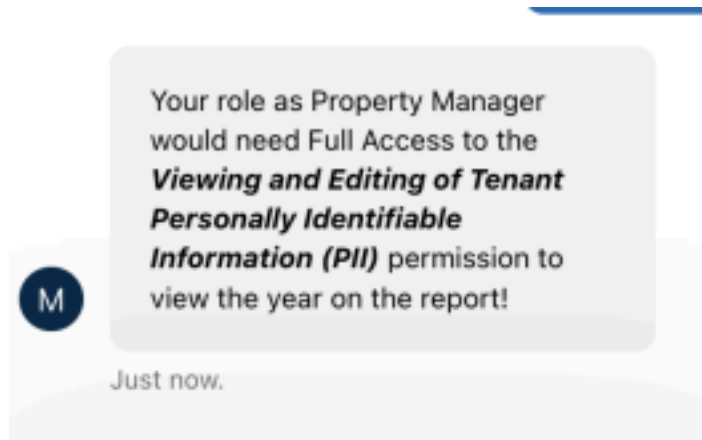 Your role as Property Manager
would need Full Access to the
Viewing and Editing of Tenant
Personally Identifiable
Information (PII) permission to
view the year on the report!
M
Just now.